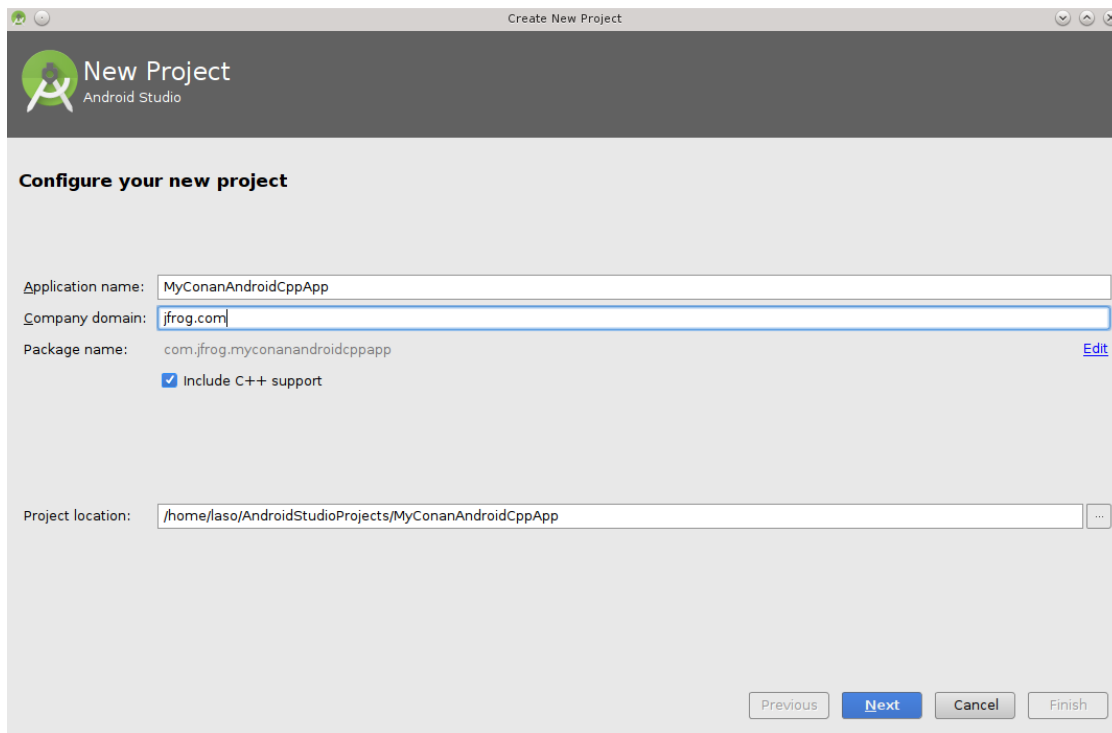 Create New Project
New Project
Android Studio
Configure your new project
Application name: MyConanAndroidCppApp
Company domain: jfrog.com
Package name: com.jfrog.myconanandroidcppapp Edit
Include C++ support
Project location: /home/laso/AndroidStudioProjects/MyConanAndroidCppApp ...
Previous Next Cancel Finish